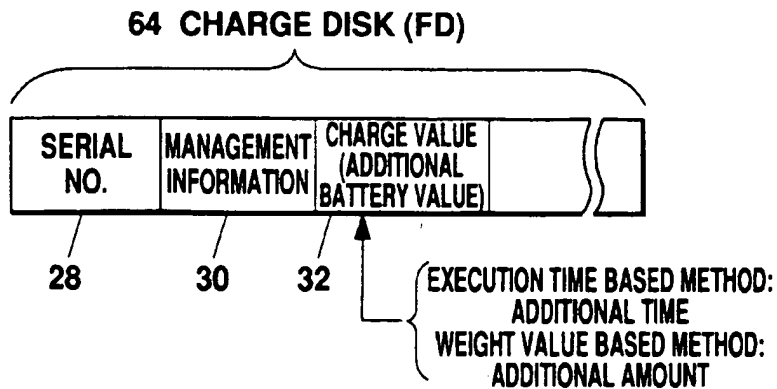 64 CHARGE DISK (FD)
SERIAL NO.
MANAGEMENT INFORMATION
CHARGE VALUE
(ADDITIONAL
BATTERY VALUE)
28
30
32
EXECUTION TIME BASED METHOD:
ADDITIONAL TIME
WEIGHT VALUE BASED METHOD:
ADDITIONAL AMOUNT